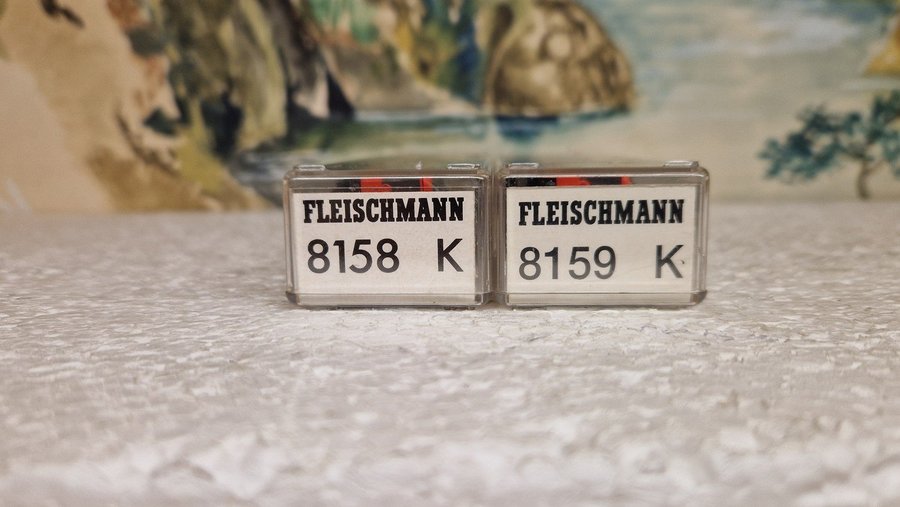 FLEISCHMANN
8158 K
FLEISCHMANN
8159 K